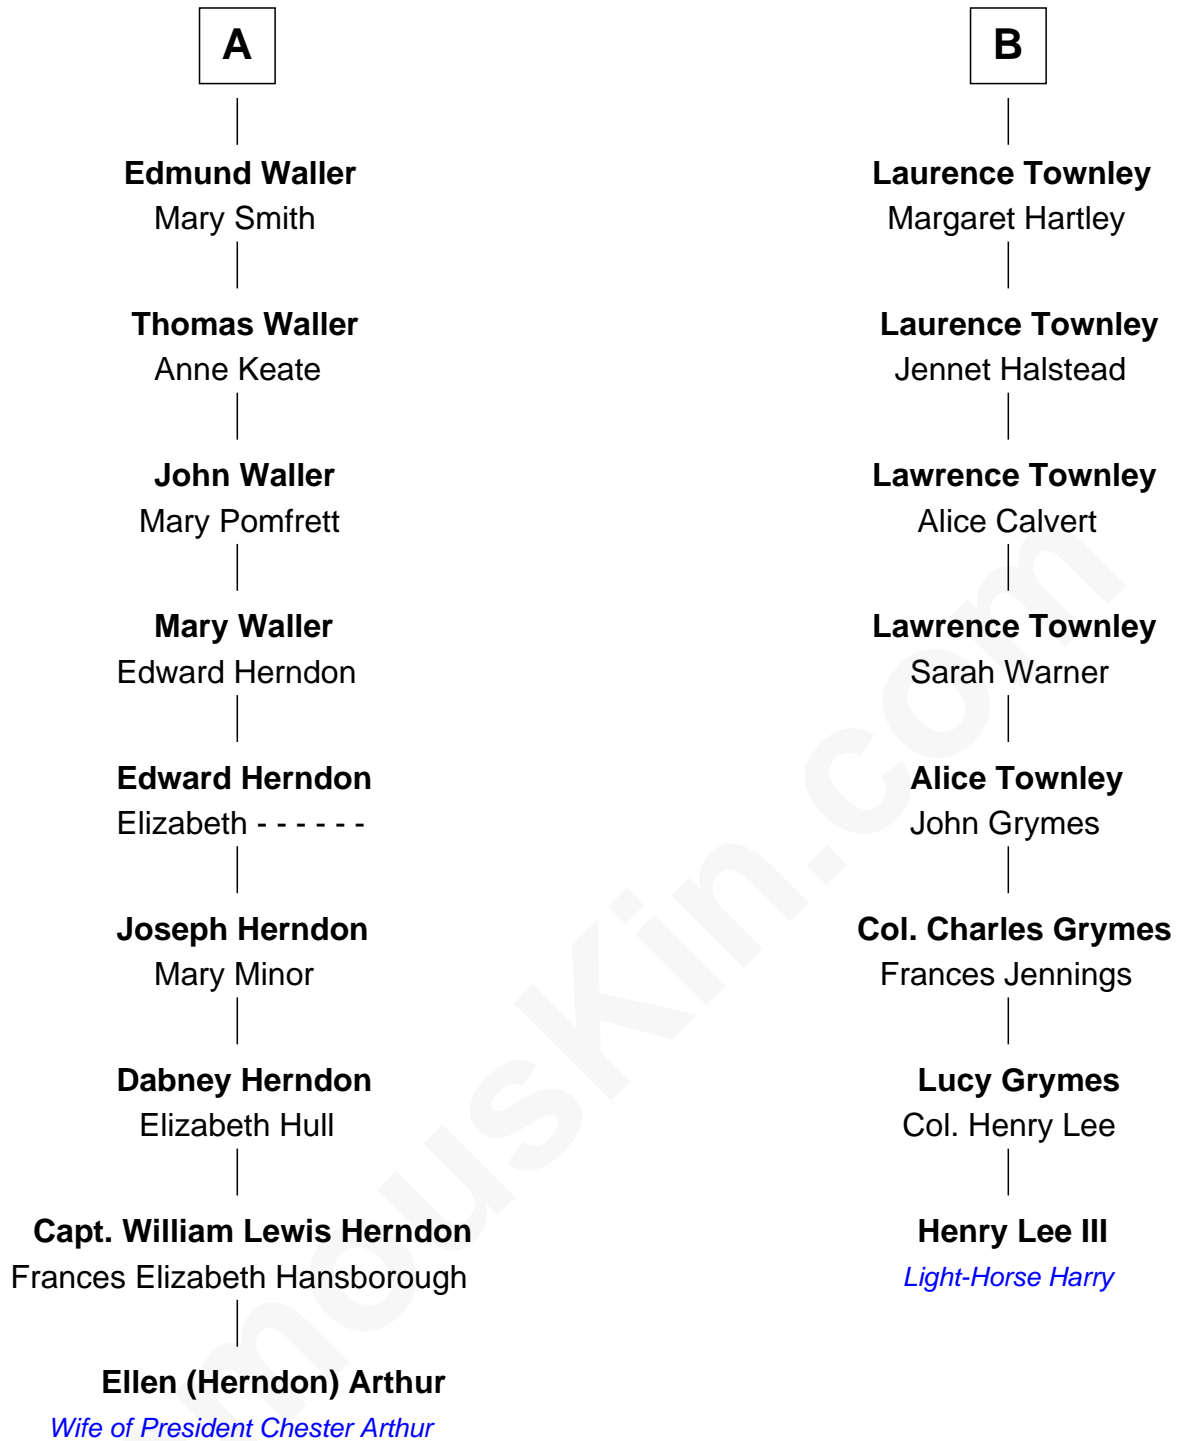 A
Edmund Waller
Mary Smith
Thomas Waller
Anne Keate
John Waller
Mary Pomfrett
Mary Waller
Edward Herndon
Edward Herndon
Elizabeth - - - - - -
Joseph Herndon
Mary Minor
Dabney Herndon
Elizabeth Hull
Capt. William Lewis Herndon
Frances Elizabeth Hansborough
Ellen (Herndon) Arthur
Wife of President Chester Arthur
B
Laurence Townley
Margaret Hartley
Laurence Townley
Jennet Halstead
Lawrence Townley
Alice Calvert
Lawrence Townley
Sarah Warner
Alice Townley
John Grymes
Col. Charles Grymes
Frances Jennings
Lucy Grymes
Col. Henry Lee
Henry Lee III
Light-Horse Harry
mousKin.com